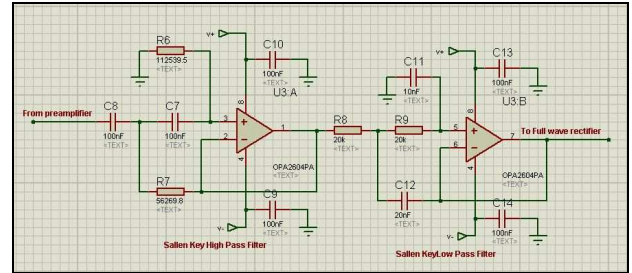 V+
C10
100nF
<TEXT>
R6
112539.5
<TEXT>
U3:A
V+
C13
100nF
<TEXT>
U3:B
C11
10nF
<TEXT>
From preamplifier
C8
100nF
<TEXT>
C7
100nF
<TEXT>
8
3
2
1
4
OPA2604PA
<TEXT>
R8
20k
<TEXT>
R9
20k
<TEXT>
8
5
6
7
4
To Full wave rectifier
OPA2604PA
<TEXT>
R7
56269.8
<TEXT>
C9
100nF
<TEXT>
V-
C12
20nF
<TEXT>
C14
100nF
<TEXT>
V-
Sallen Key High Pass Filter
Sallen KeyLow Pass Filter